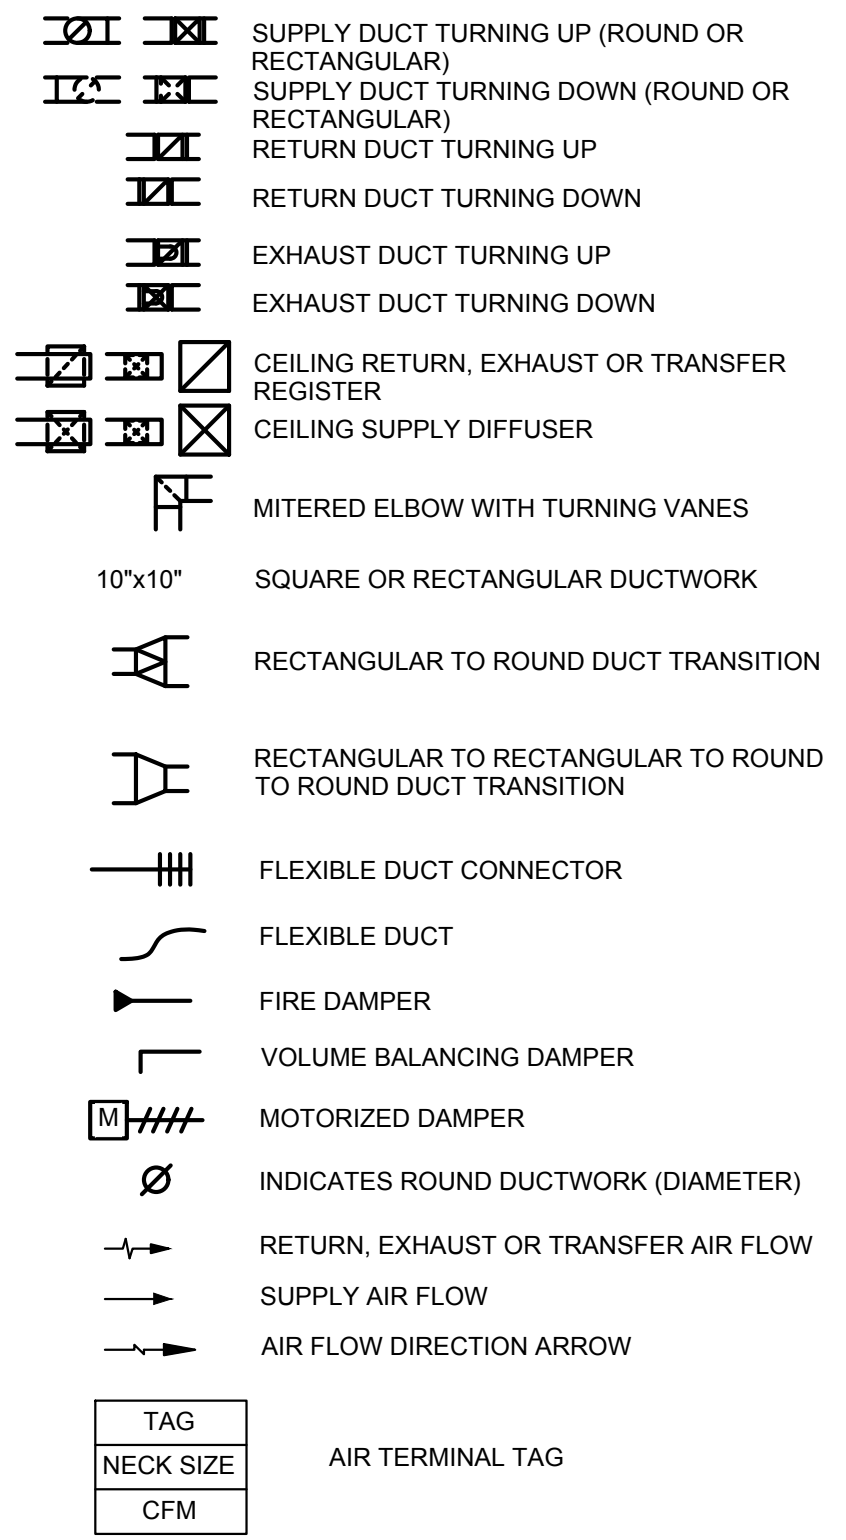 SUPPLY DUCT TURNING UP (ROUND OR
RECTANGULAR)
SUPPLY DUCT TURNING DOWN (ROUND OR
RECTANGULAR)
RETURN DUCT TURNING UP
RETURN DUCT TURNING DOWN
EXHAUST DUCT TURNING UP
EXHAUST DUCT TURNING DOWN
CEILING RETURN, EXHAUST OR TRANSFER
REGISTER
CEILING SUPPLY DIFFUSER
MITERED ELBOW WITH TURNING VANES
10"x10" SQUARE OR RECTANGULAR DUCTWORK
RECTANGULAR TO ROUND DUCT TRANSITION
RECTANGULAR TO RECTANGULAR TO ROUND
TO ROUND DUCT TRANSITION
FLEXIBLE DUCT CONNECTOR
FLEXIBLE DUCT
FIRE DAMPER
VOLUME BALANCING DAMPER
M MOTORIZED DAMPER
Ø INDICATES ROUND DUCTWORK (DIAMETER)
RETURN, EXHAUST OR TRANSFER AIR FLOW
SUPPLY AIR FLOW
AIR FLOW DIRECTION ARROW
TAG
NECK SIZE
CFM
AIR TERMINAL TAG